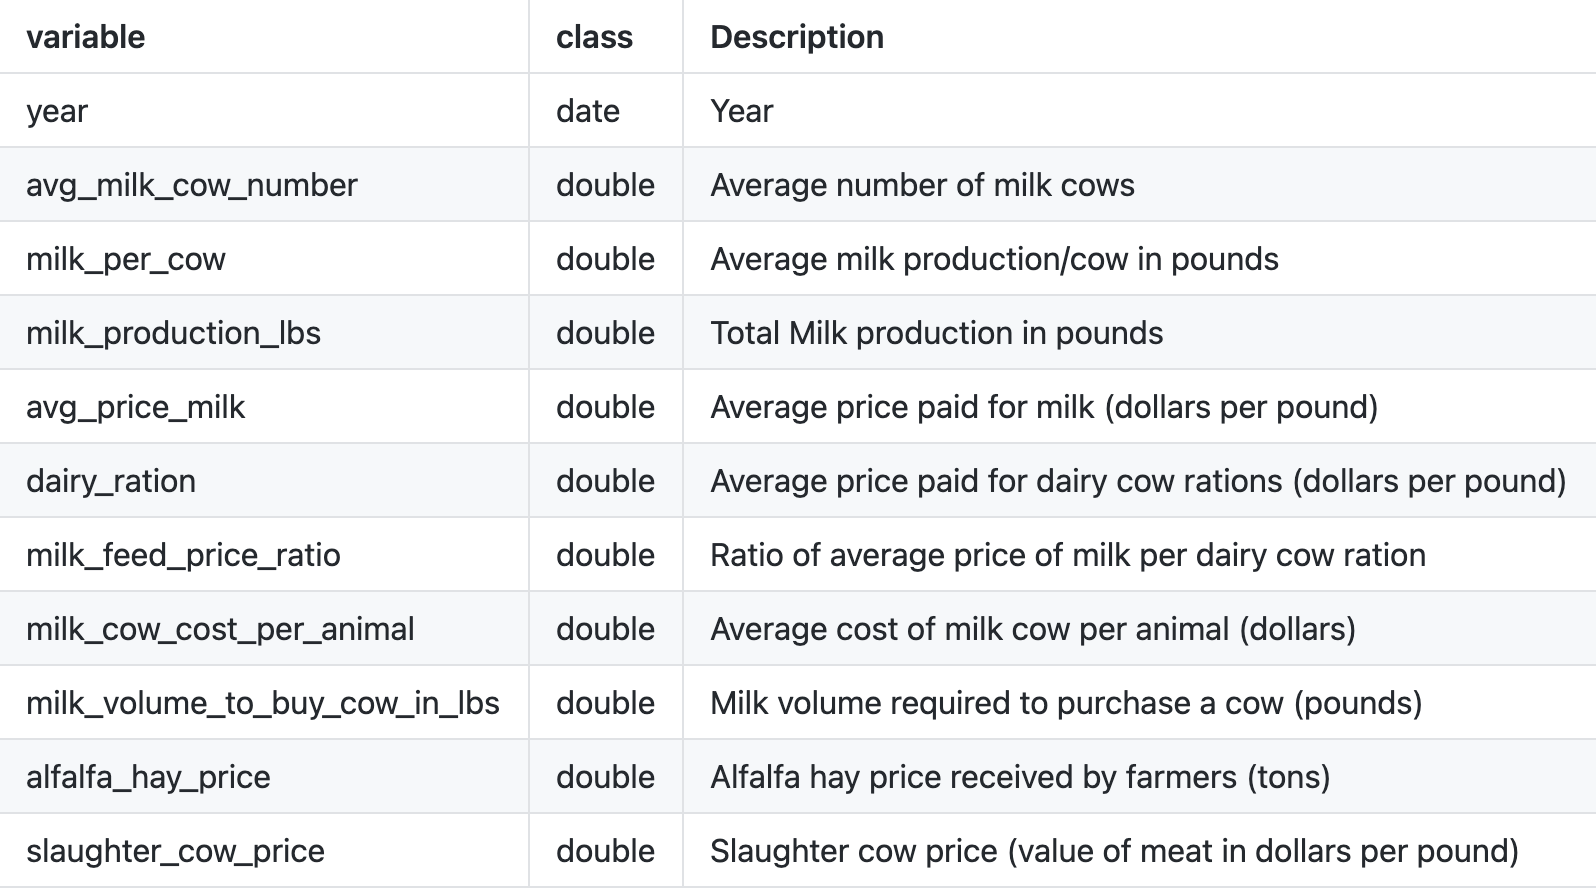 variable class Description
year date Year
avg_milk_cow_number double Average number of milk cows
milk_per_cow double Average milk production/cow in pounds
milk_production_lbs double Total Milk production in pounds
avg_price_milk double Average price paid for milk (dollars per pound)
dairy_ration double Average price paid for dairy cow rations (dollars per pound)
milk_feed_price_ratio double Ratio of average price of milk per dairy cow ration
milk_cow_cost_per_animal double Average cost of milk cow per animal (dollars)
milk_volume_to_buy_cow_in_lbs double Milk volume required to purchase a cow (pounds)
alfalfa_hay_price double Alfalfa hay price received by farmers (tons)
slaughter_cow_price double Slaughter cow price (value of meat in dollars per pound)